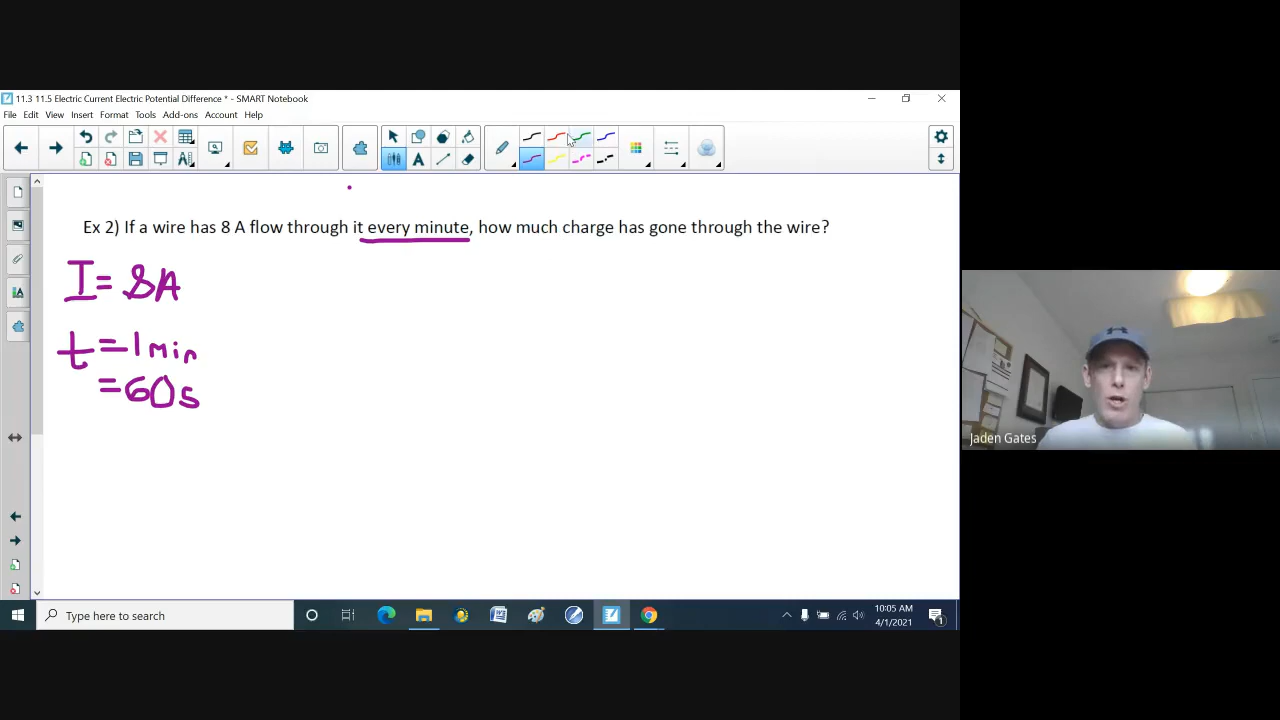 11.3 11.5 Electric Current Electric Potential Difference * - SMART Notebook
File Edit View Insert Format Tools Add-ons Account Help
Ex 2) If a wire has 8 A flow through it every minute, how much charge has gone through the wire?
I = 8A
t = 1 min
= 60s
Jaden Gates
Type here to search
10:05 AM
4/1/2021